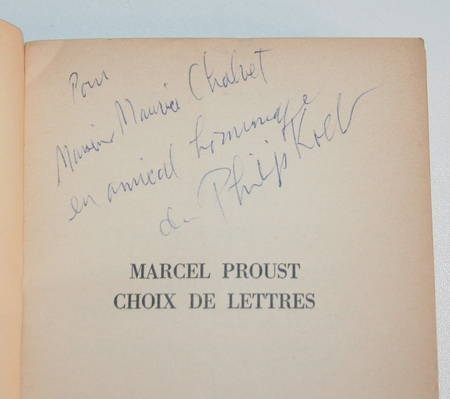 Pour
Monsieur Maurice Chalvet
en amical hommage
de Philip Kolb
MARCEL PROUST
CHOIX DE LETTRES